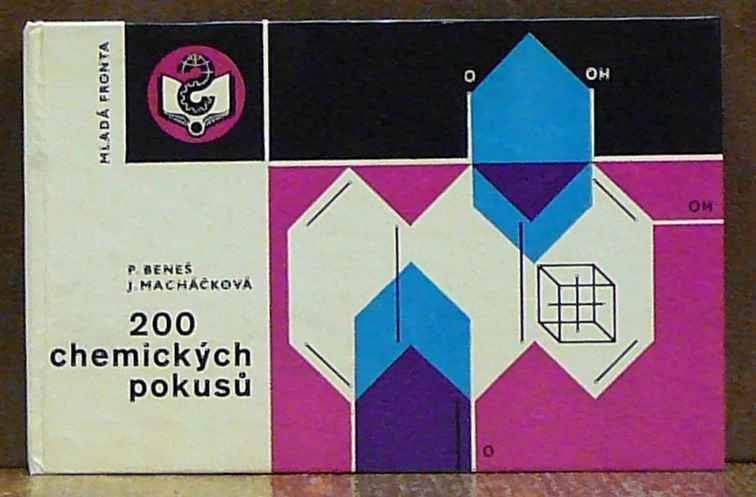 MLADÁ FRONTA
O
OH
OH
P. BENEŠ
J. MACHÁČKOVÁ
200
chemických
pokusů
O